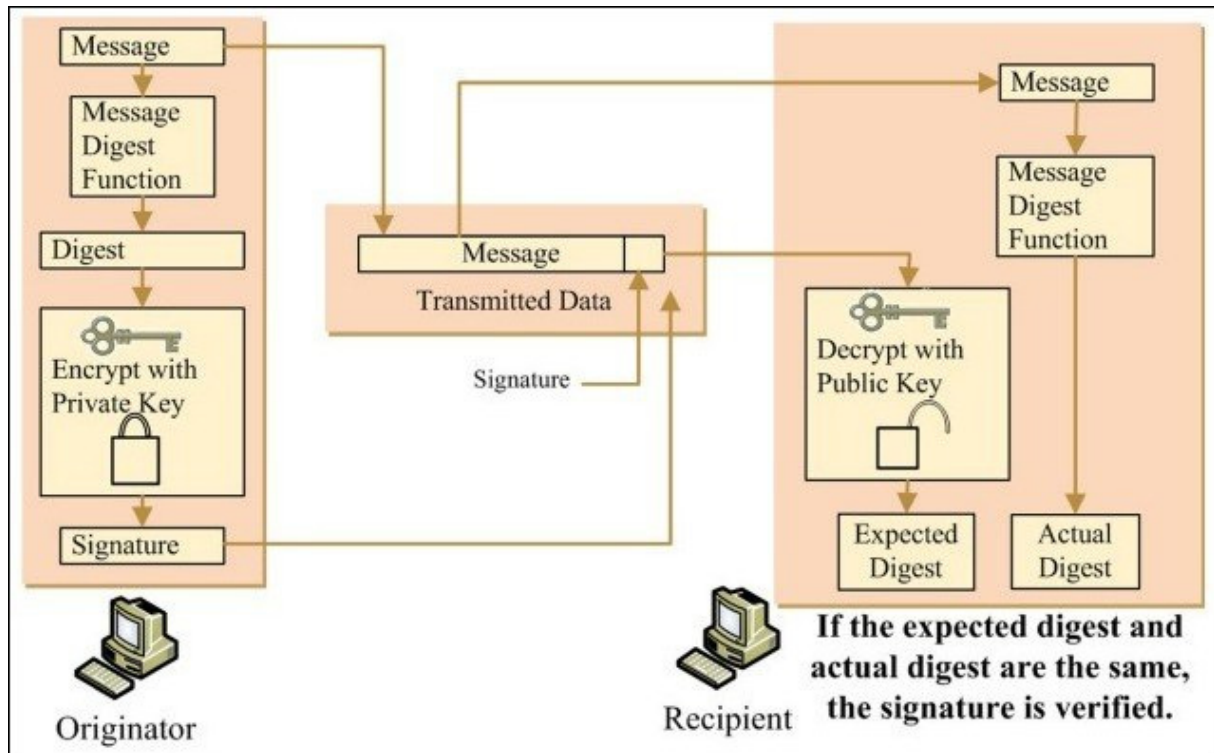 Message
Message
Digest
Function
Digest
Encrypt with
Private Key
Signature
Originator
Message
Transmitted Data
Signature
Message
Message
Digest
Function
Decrypt with
Public Key
Expected
Digest
Actual
Digest
Recipient
If the expected digest and
actual digest are the same,
the signature is verified.